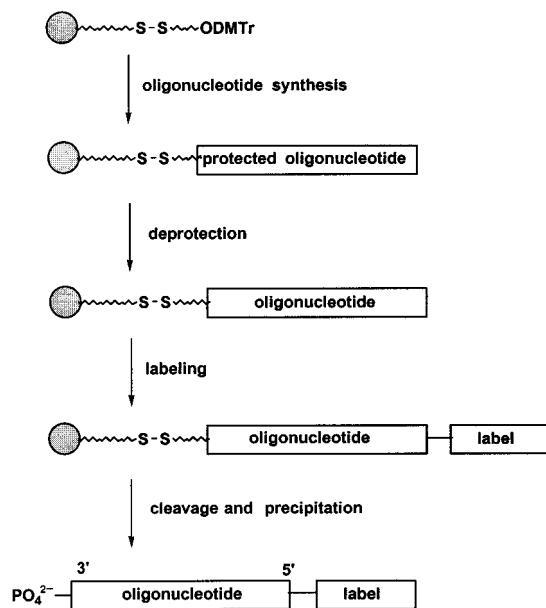 S-S ODMTr
oligonucleotide synthesis
S-S protected oligonucleotide
deprotection
S-S oligonucleotide
labeling
S-S oligonucleotide label
cleavage and precipitation
3' 5'
PO₄²⁻ oligonucleotide label